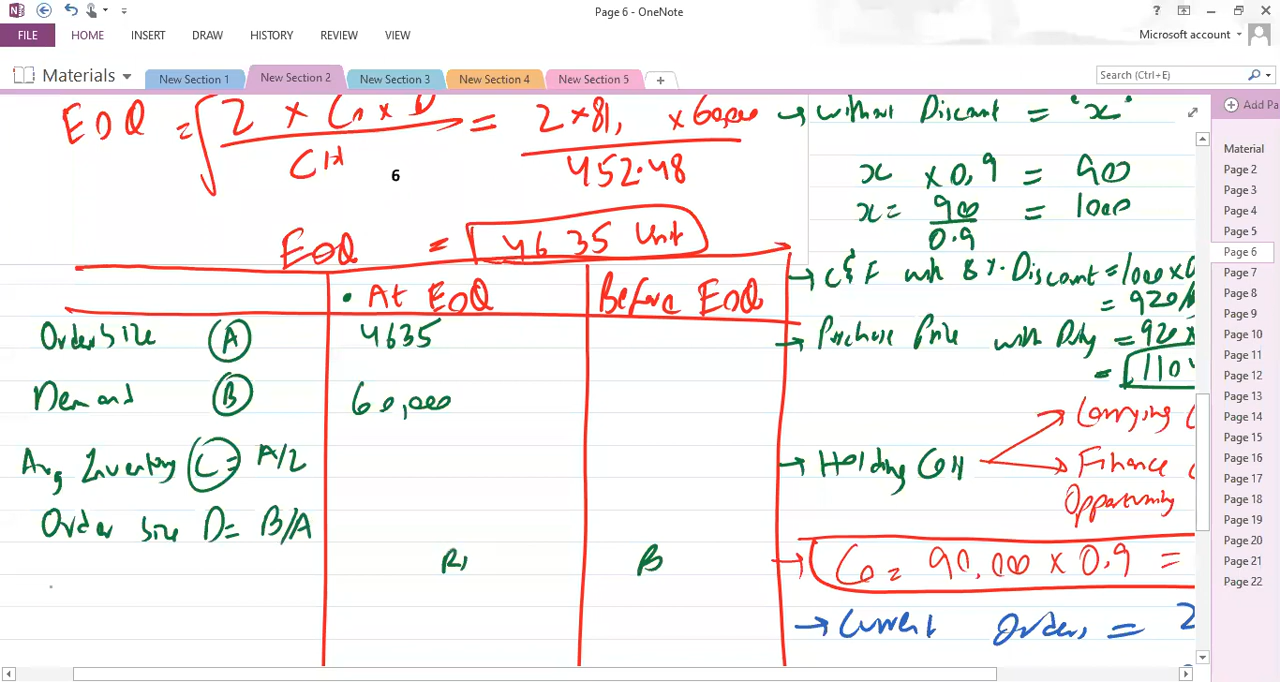 Page 6 - OneNote
FILE HOME INSERT DRAW HISTORY REVIEW VIEW
Microsoft account
Materials New Section 1 New Section 2 New Section 3 New Section 4 New Section 5
Search (Ctrl+E)
Add Pa
Material
Page 2
Page 3
Page 4
Page 5
Page 6
Page 7
Page 8
Page 9
Page 10
Page 11
Page 12
Page 13
Page 14
Page 15
Page 16
Page 17
Page 18
Page 19
Page 20
Page 21
Page 22
EOQ = √ 2 × Co × D / CH = 2 × 81, × 60,000 / 452.48
6
EOQ = 4635 Unit
At EOQ Before EOQ
Order Size A 4635
Demand B 60,000
Avg Inventory C = A/2
Order Size D = B/A
Rs
→ without Discount = "x"
x × 0.9 = 900
x = 900 / 0.9 = 1000
→ C&F with 8 %. Discount = 1000 × 0
= 920/
→ Purchase Price with Duty = 920 ×
= 1104
→ Holding Cost
Carrying C
Finance
Opportunity
→ Co = 90,000 × 0.9 =
→ Current Orders = 2